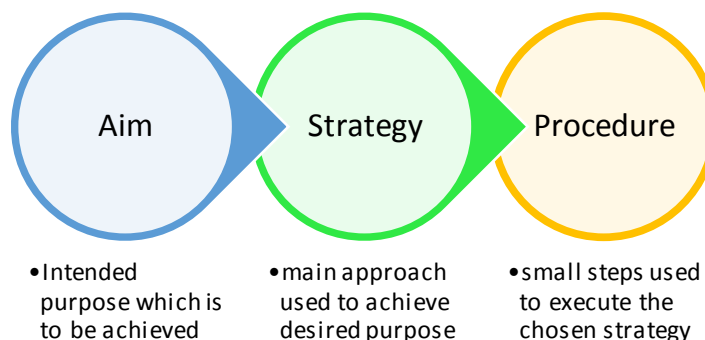 Aim
Strategy
Procedure
•Intended
purpose which is
to be achieved
•main approach
used to achieve
desired purpose
•small steps used
to execute the
chosen strategy